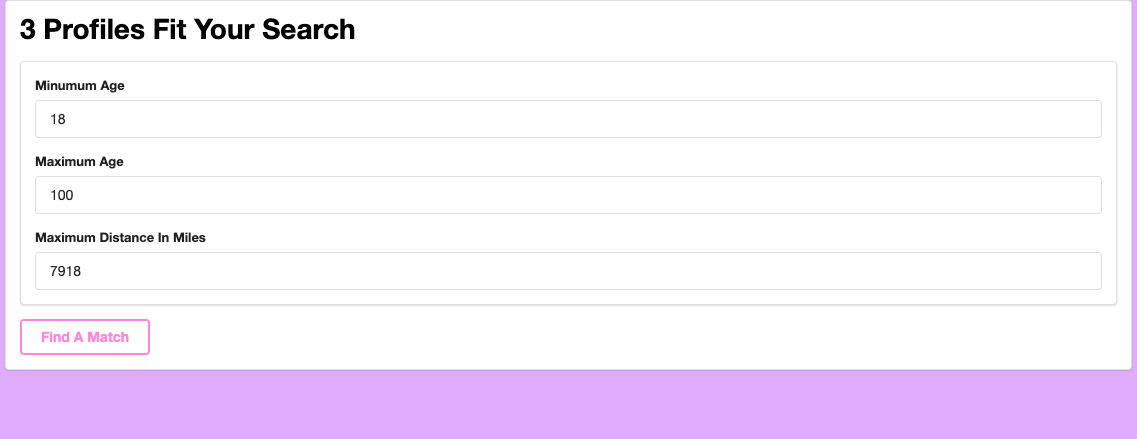 3 Profiles Fit Your Search
Minumum Age
18
Maximum Age
100
Maximum Distance In Miles
7918
Find A Match